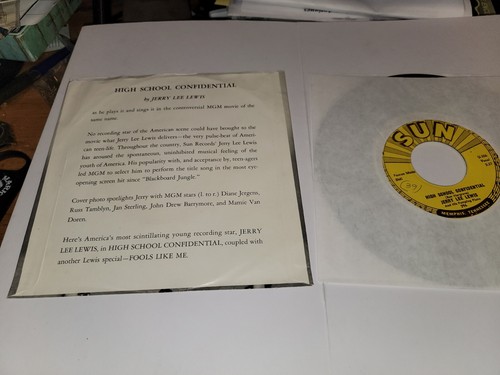 HIGH SCHOOL CONFIDENTIAL
by JERRY LEE LEWIS
as he plays it and sings it in the controversial MGM movie of the
same name
No recording star of the American scene could have brought to the
movie what Jerry Lee Lewis delivers—the very pulse-beat of Ameri-
can teen life. Throughout the country, Sun Records' Jerry Lee Lewis
has around the spontaneous, uninhibited musical feeling of the
youth of America. His popularity with, and acceptance by, teen-agers
led MGM to select him to perform the title song in the most eye-
opening screen hit since "Blackboard Jungle."
Cover photo spotlights Jerry with MGM stars (l. to r.) Diane Jergens,
Russ Tamblyn, Jan Sterling, John Drew Barrymore, and Mamie Van
Doren.
Here's America's most scintillating young recording star, JERRY
LEE LEWIS, in HIGH SCHOOL CONFIDENTIAL, coupled with
another Lewis special—FOOLS LIKE ME.
SUN
HIGH SCHOOL CONFIDENTIAL
JERRY LEE LEWIS
296
MEMPHIS, TENNESSEE